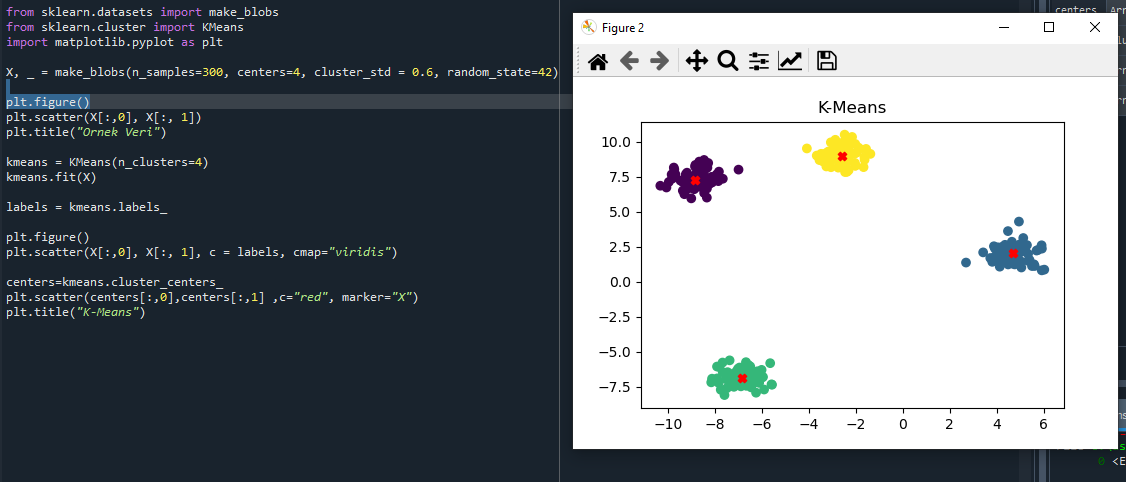 from sklearn.datasets import make_blobs
from sklearn.cluster import KMeans
import matplotlib.pyplot as plt
X, _ = make_blobs(n_samples=300, centers=4, cluster_std = 0.6, random_state=42)
plt.figure()
plt.scatter(X[:,0], X[:, 1])
plt.title("Ornek Veri")
kmeans = KMeans(n_clusters=4)
kmeans.fit(X)
labels = kmeans.labels_
plt.figure()
plt.scatter(X[:,0], X[:, 1], c = labels, cmap="viridis")
centers=kmeans.cluster_centers_
plt.scatter(centers[:,0],centers[:,1] ,c="red", marker="X")
plt.title("K-Means")
centers
Figure 2
K-Means
10.0
7.5
5.0
2.5
0.0
−2.5
−5.0
−7.5
−10
−8
−6
−4
−2
0
2
4
6
0 <E